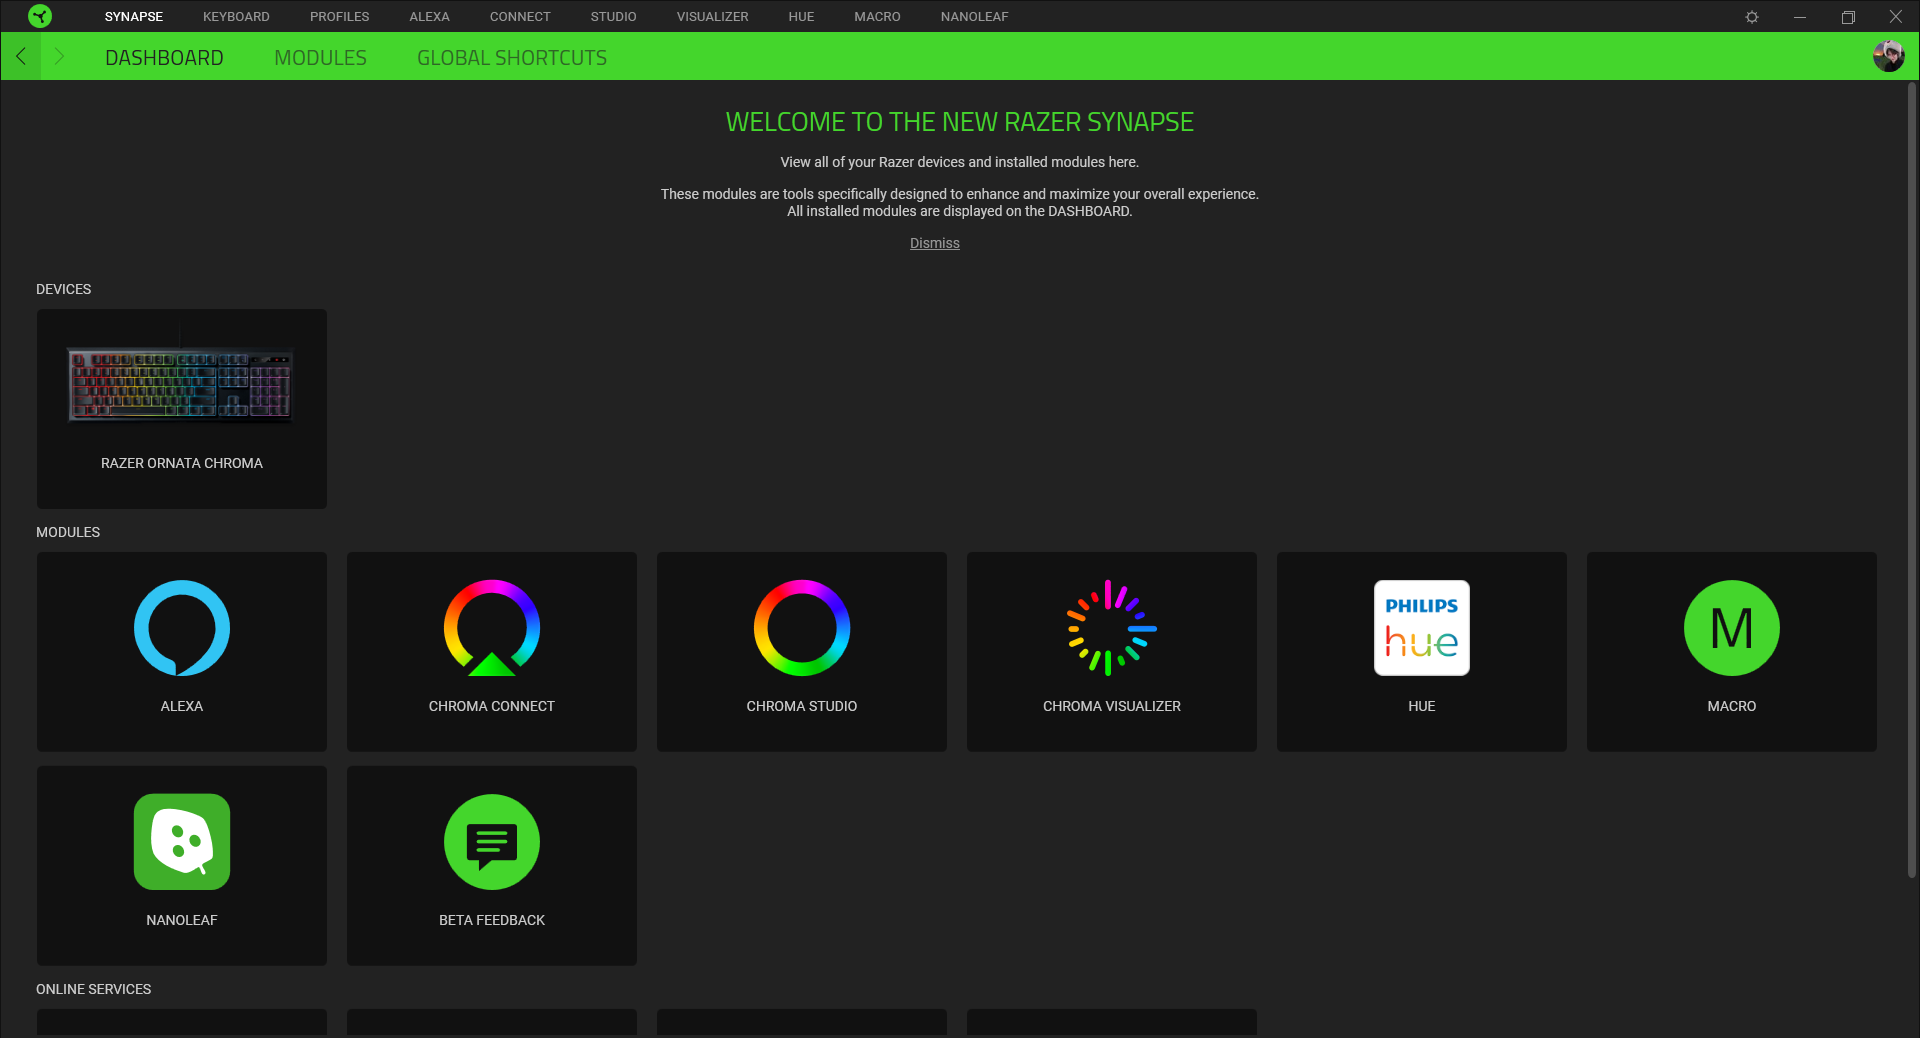 SYNAPSE KEYBOARD PROFILES ALEXA CONNECT STUDIO VISUALIZER HUE MACRO NANOLEAF
DASHBOARD MODULES GLOBAL SHORTCUTS
WELCOME TO THE NEW RAZER SYNAPSE
View all of your Razer devices and installed modules here.
These modules are tools specifically designed to enhance and maximize your overall experience.
All installed modules are displayed on the DASHBOARD.
Dismiss
DEVICES
RAZER ORNATA CHROMA
MODULES
PHILIPS
hue
M
ALEXA CHROMA CONNECT CHROMA STUDIO CHROMA VISUALIZER HUE MACRO
NANOLEAF BETA FEEDBACK
ONLINE SERVICES